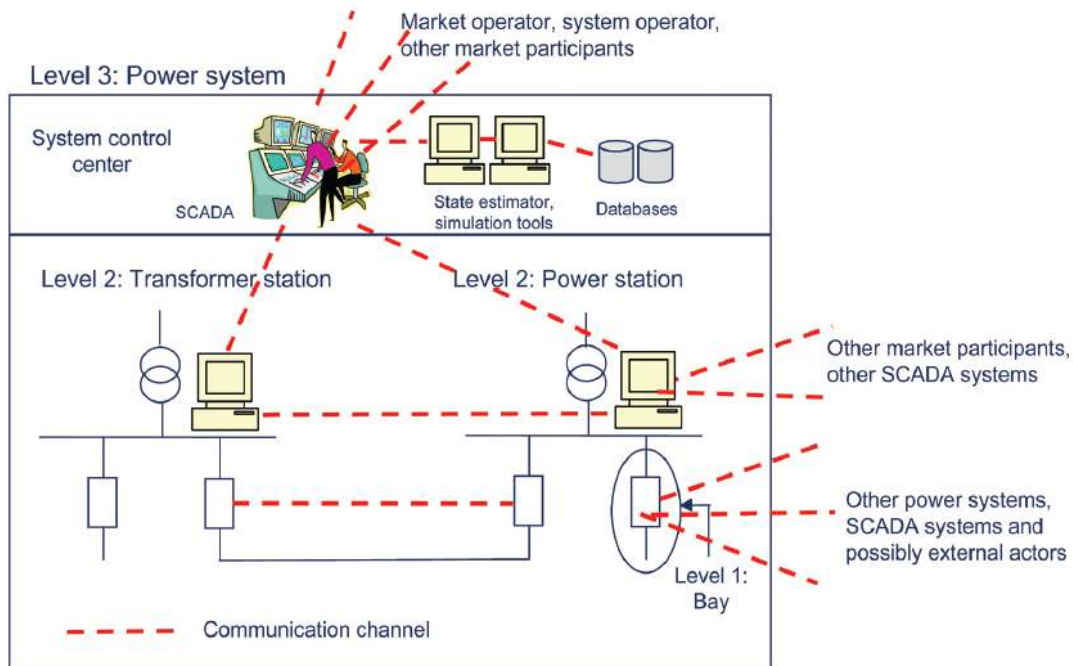 Market operator, system operator,
other market participants
Level 3: Power system
System control
center
SCADA
State estimator,
simulation tools
Databases
Level 2: Transformer station
Level 2: Power station
Other market participants,
other SCADA systems
Other power systems,
SCADA systems and
possibly external actors
Level 1:
Bay
Communication channel